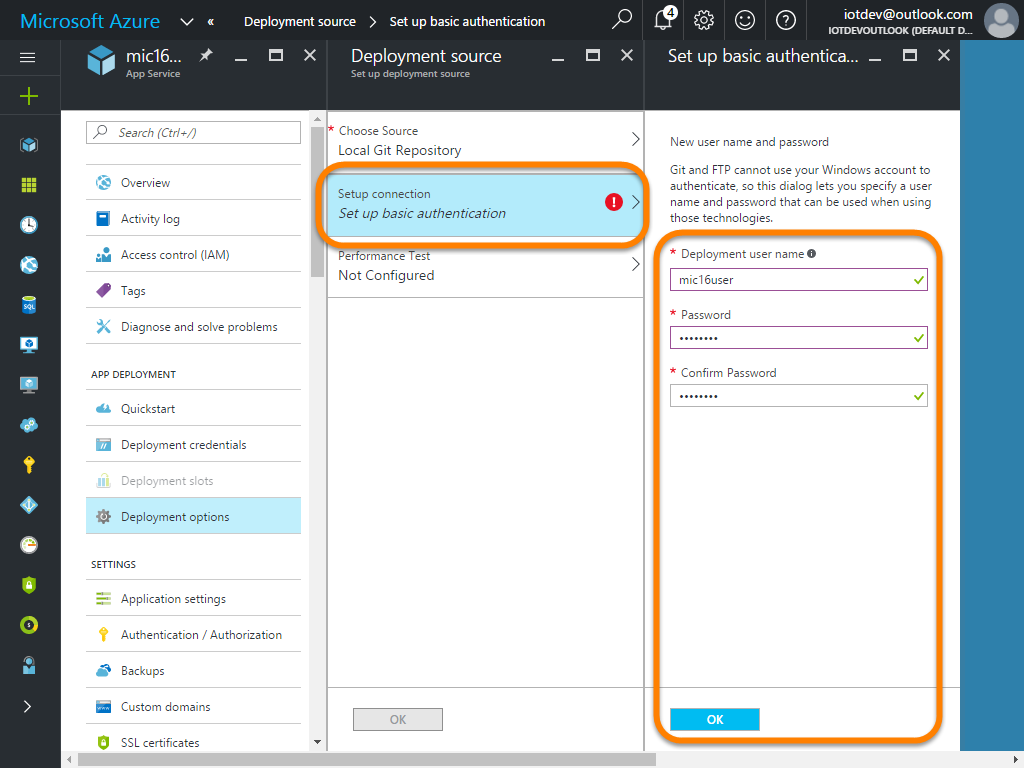 Microsoft Azure
«
Deployment source
Set up basic authentication
4
iotdev@outlook.com
IOTDEVOUTLOOK (DEFAULT D...
mic16...
App Service
Search (Ctrl+/)
Overview
Activity log
Access control (IAM)
Tags
Diagnose and solve problems
APP DEPLOYMENT
Quickstart
Deployment credentials
Deployment slots
Deployment options
SETTINGS
Application settings
Authentication / Authorization
Backups
Custom domains
SSL certificates
Deployment source
Set up deployment source
* Choose Source
Local Git Repository
Setup connection
Set up basic authentication
!
Performance Test
Not Configured
OK
Set up basic authentica...
New user name and password
Git and FTP cannot use your Windows account to
authenticate, so this dialog lets you specify a user
name and password that can be used when using
those technologies.
* Deployment user name
mic16user
* Password
••••••••
* Confirm Password
••••••••
OK
SQL